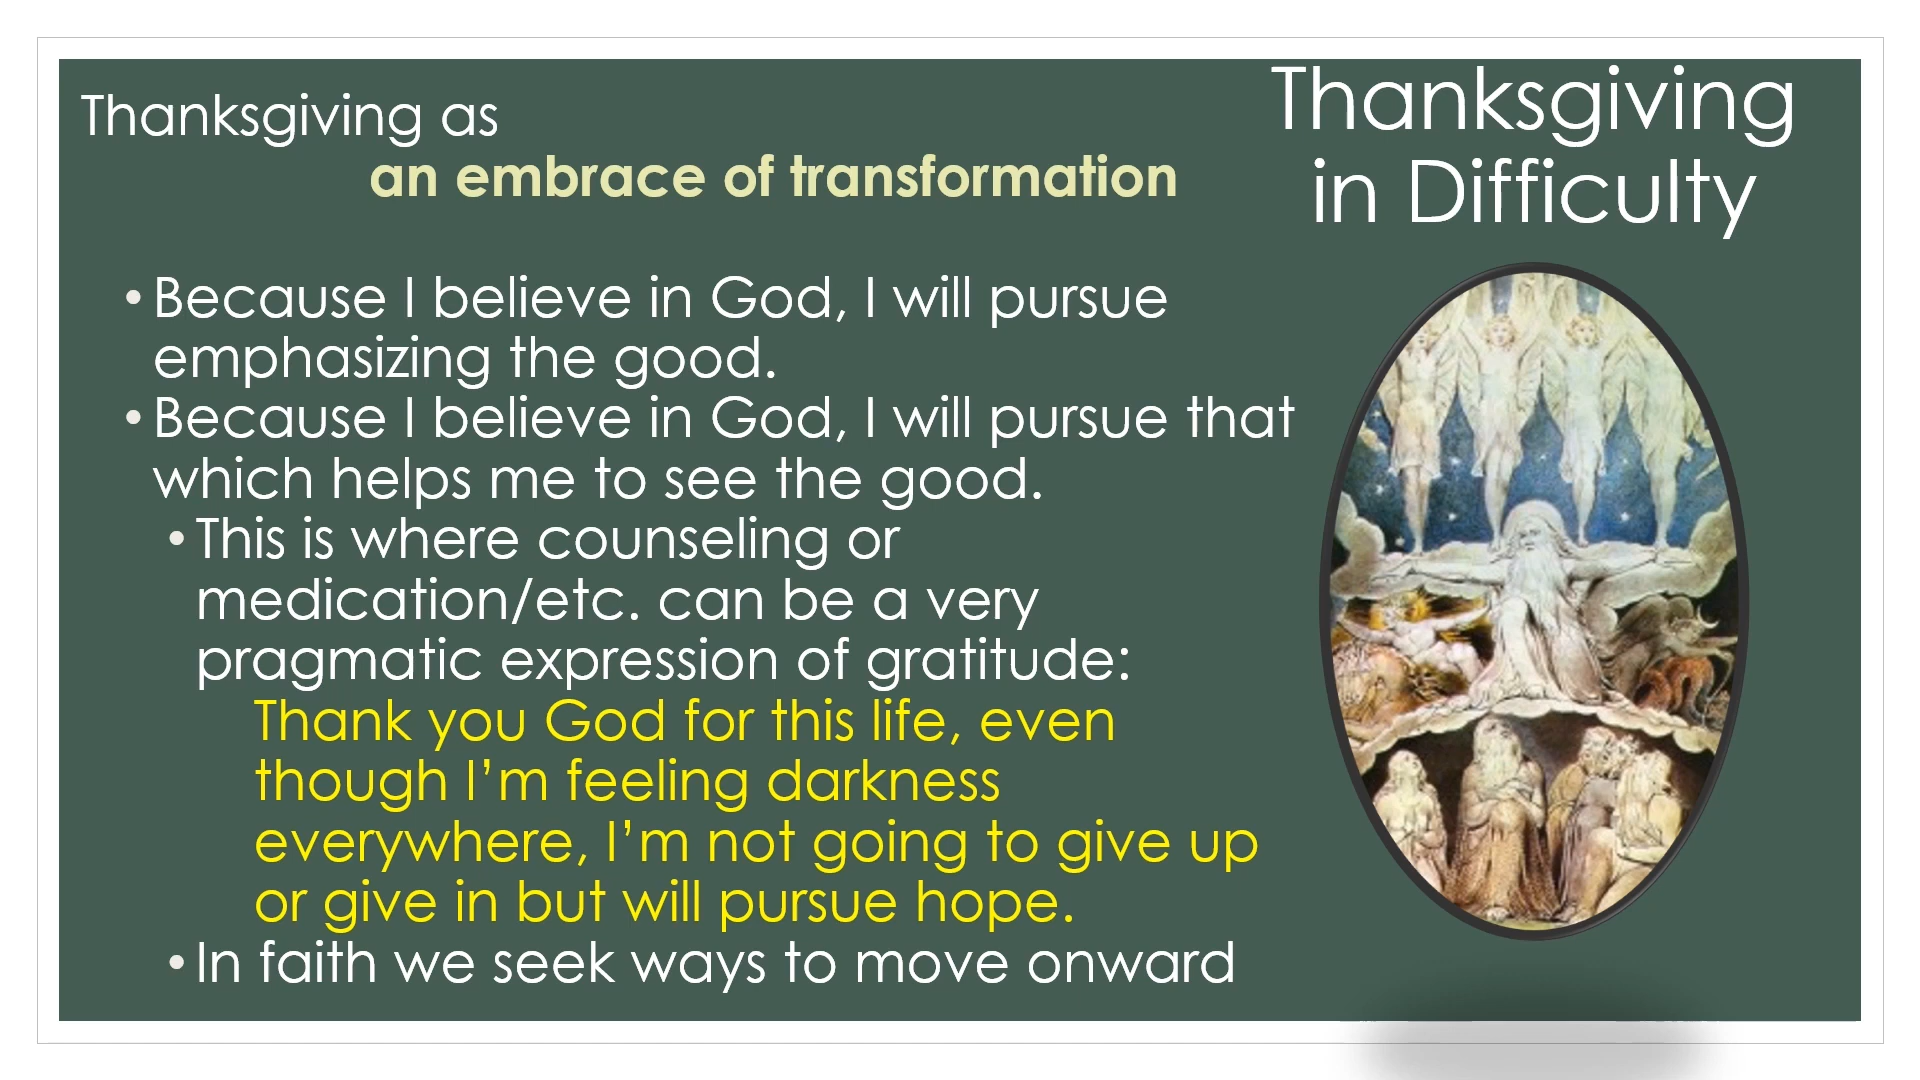 Thanksgiving as
an embrace of transformation
Thanksgiving
in Difficulty
• Because I believe in God, I will pursue
emphasizing the good.
• Because I believe in God, I will pursue that
which helps me to see the good.
• This is where counseling or
medication/etc. can be a very
pragmatic expression of gratitude:
Thank you God for this life, even
though I’m feeling darkness
everywhere, I’m not going to give up
or give in but will pursue hope.
• In faith we seek ways to move onward